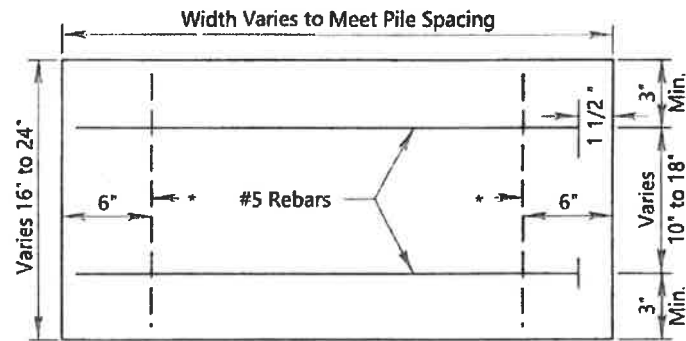 Width Varies to Meet Pile Spacing
Varies 16" to 24"
6"
*
#5 Rebars
*
6"
1 1/2 "
3"
Min.
Varies
10" to 18"
3"
Min.